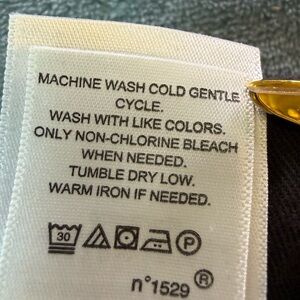 MACHINE WASH COLD GENTLE
CYCLE.
WASH WITH LIKE COLORS.
ONLY NON-CHLORINE BLEACH
WHEN NEEDED.
TUMBLE DRY LOW.
WARM IRON IF NEEDED.
30 P
n°1529 ®